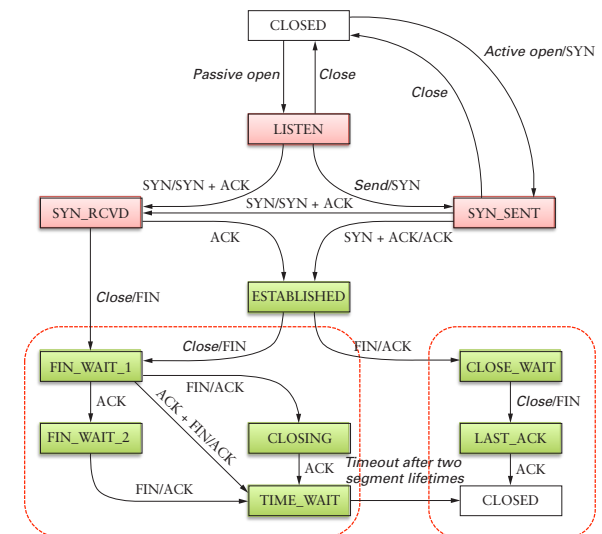 CLOSED
Active open/SYN
Passive open
Close
Close
LISTEN
SYN/SYN + ACK
Send/SYN
SYN/SYN + ACK
SYN_RCVD
SYN_SENT
ACK
SYN + ACK/ACK
Close/FIN
ESTABLISHED
Close/FIN
FIN/ACK
FIN_WAIT_1
CLOSE_WAIT
FIN/ACK
ACK
ACK + FIN/ACK
Close/FIN
FIN_WAIT_2
CLOSING
LAST_ACK
ACK
Timeout after two
segment lifetimes
ACK
FIN/ACK
TIME_WAIT
CLOSED